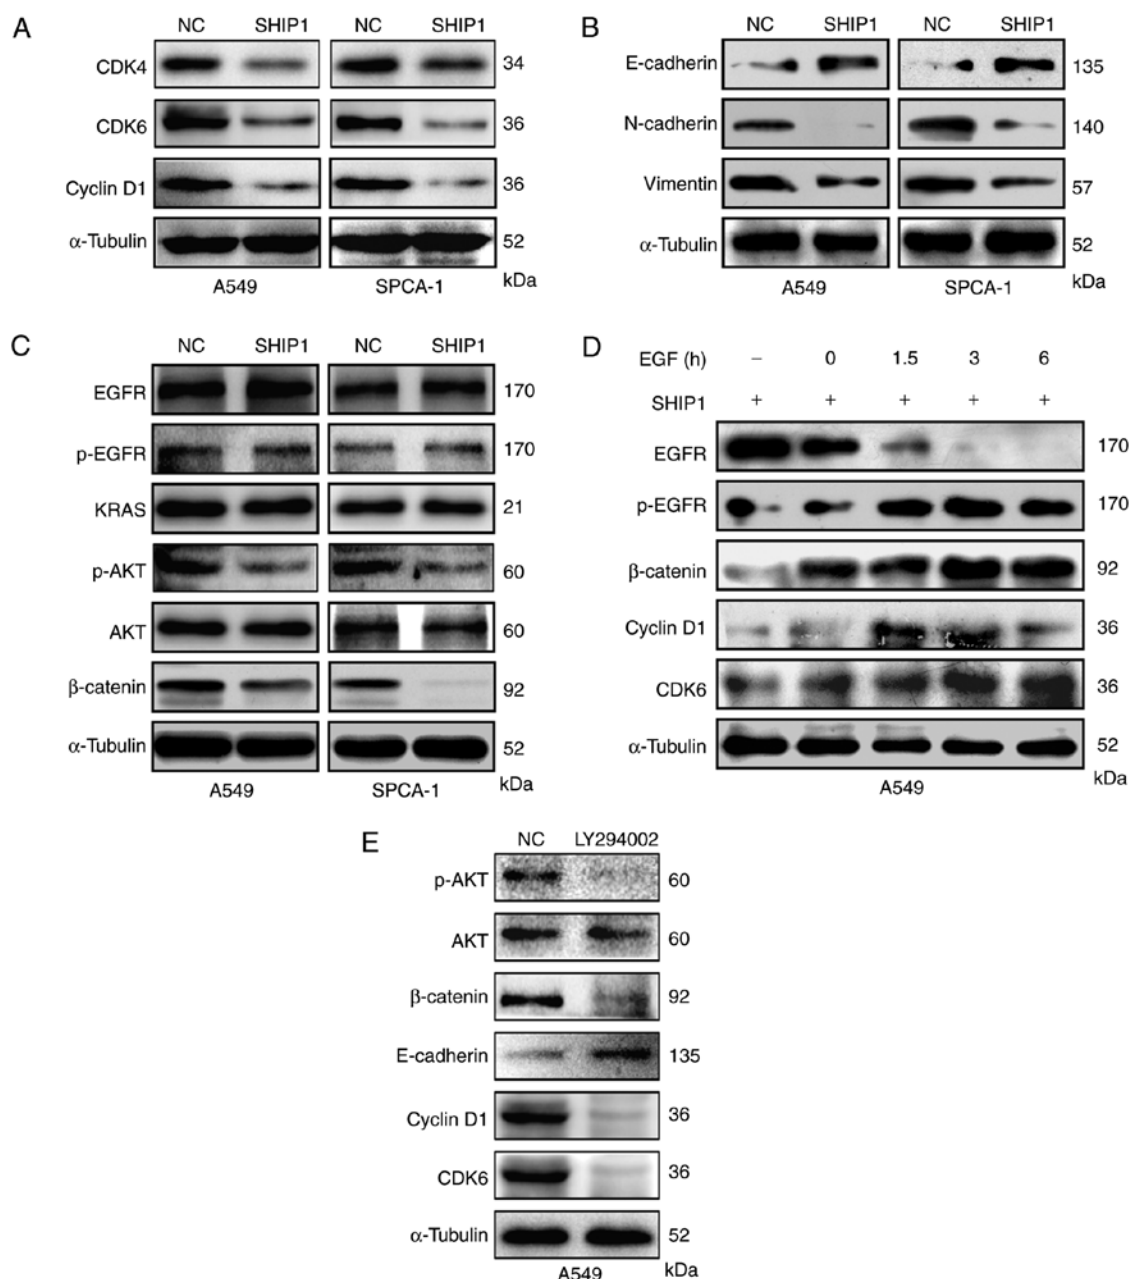 A
NC SHIP1 NC SHIP1
CDK4 34
CDK6 36
Cyclin D1 36
α-Tubulin 52
A549 SPCA-1 kDa
B
NC SHIP1 NC SHIP1
E-cadherin 135
N-cadherin 140
Vimentin 57
α-Tubulin 52
A549 SPCA-1 kDa
C
NC SHIP1 NC SHIP1
EGFR 170
p-EGFR 170
KRAS 21
p-AKT 60
AKT 60
β-catenin 92
α-Tubulin 52
A549 SPCA-1 kDa
D
EGF (h) – 0 1.5 3 6
SHIP1 + + + + +
EGFR 170
p-EGFR 170
β-catenin 92
Cyclin D1 36
CDK6 36
α-Tubulin 52
A549 kDa
E
NC LY294002
p-AKT 60
AKT 60
β-catenin 92
E-cadherin 135
Cyclin D1 36
CDK6 36
α-Tubulin 52
A549 kDa